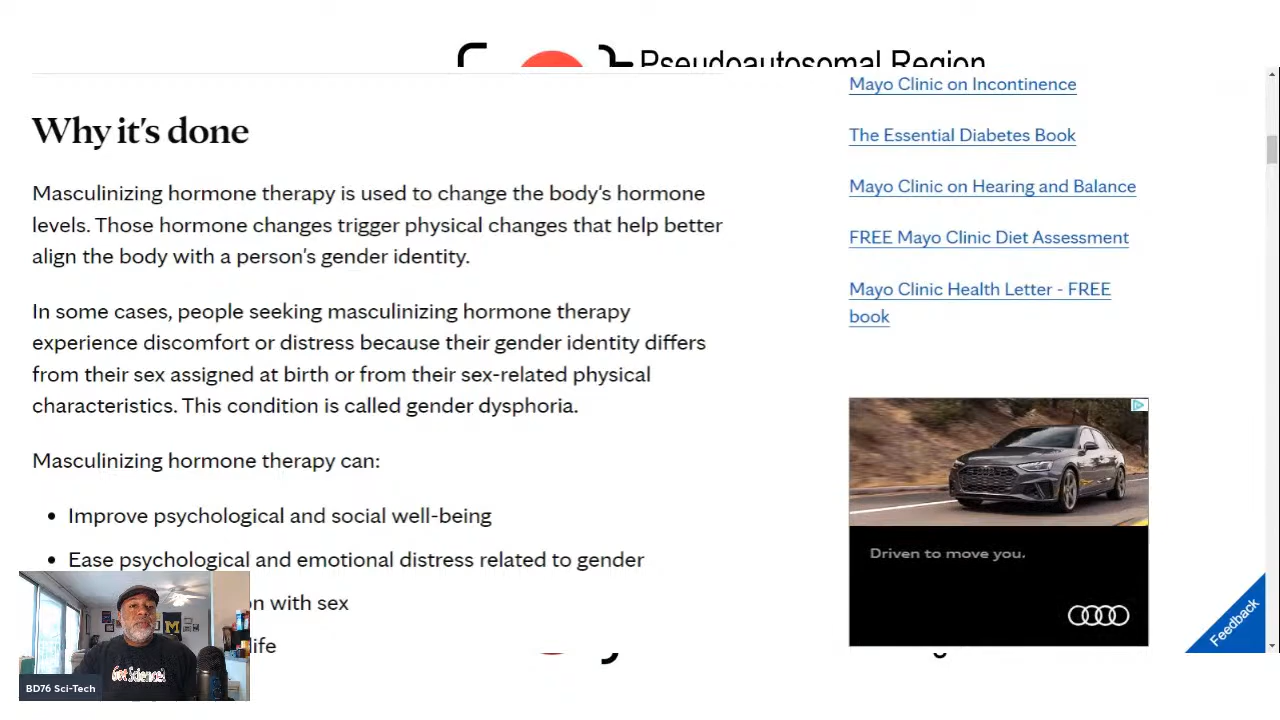 Pseudoautosomal Region
Why it's done
Masculinizing hormone therapy is used to change the body's hormone
levels. Those hormone changes trigger physical changes that help better
align the body with a person's gender identity.
In some cases, people seeking masculinizing hormone therapy
experience discomfort or distress because their gender identity differs
from their sex assigned at birth or from their sex-related physical
characteristics. This condition is called gender dysphoria.
Masculinizing hormone therapy can:
• Improve psychological and social well-being
• Ease psychological and emotional distress related to gender
n with sex
life
Mayo Clinic on Incontinence
The Essential Diabetes Book
Mayo Clinic on Hearing and Balance
FREE Mayo Clinic Diet Assessment
Mayo Clinic Health Letter - FREE
book
Driven to move you.
Feedback
Got Science?
M
BD76 Sci-Tech